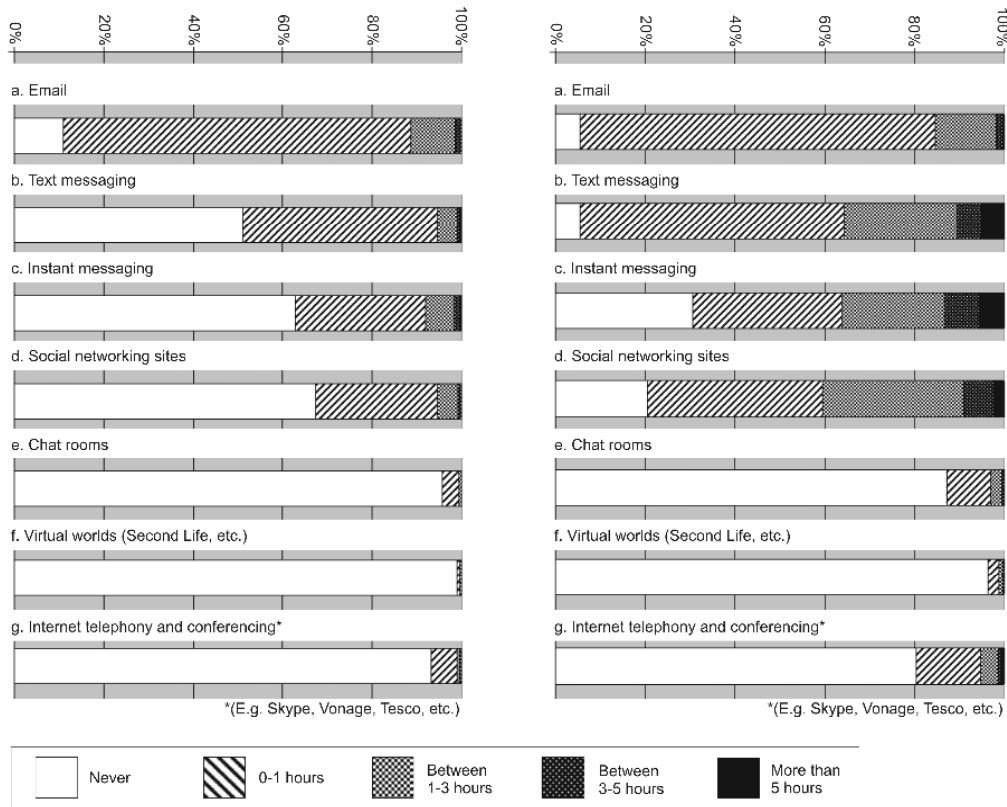 0% 20% 40% 60% 80% 100%
a. Email
b. Text messaging
c. Instant messaging
d. Social networking sites
e. Chat rooms
f. Virtual worlds (Second Life, etc.)
g. Internet telephony and conferencing*
*(E.g. Skype, Vonage, Tesco, etc.)
0% 20% 40% 60% 80% 100%
a. Email
b. Text messaging
c. Instant messaging
d. Social networking sites
e. Chat rooms
f. Virtual worlds (Second Life, etc.)
g. Internet telephony and conferencing*
*(E.g. Skype, Vonage, Tesco, etc.)
Never
0-1 hours
Between
1-3 hours
Between
3-5 hours
More than
5 hours